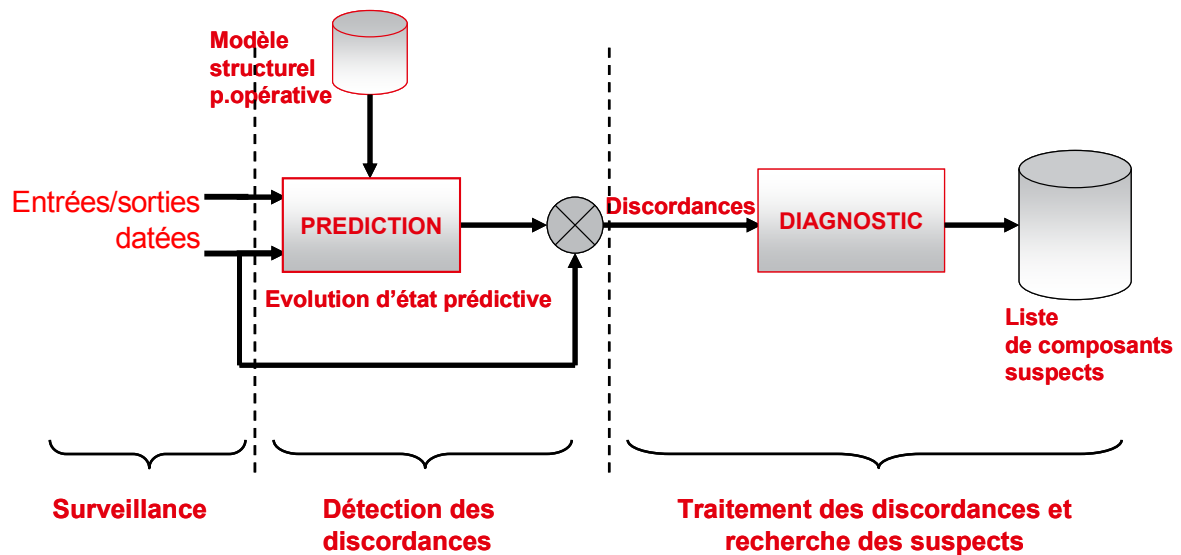 Modèle
structurel
p.opérative
Entrées/sorties
datées
PREDICTION
Discordances
DIAGNOSTIC
Evolution d'état prédictive
Liste
de composants
suspects
Surveillance
Détection des
discordances
Traitement des discordances et
recherche des suspects